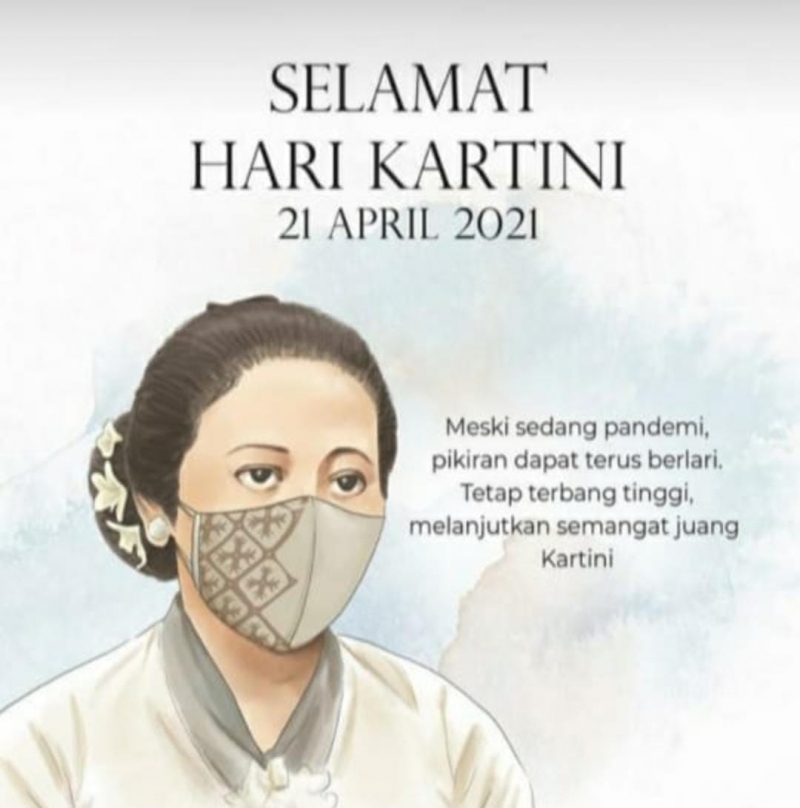 SELAMAT
HARI KARTINI
21 APRIL 2021
Meski sedang pandemi,
pikiran dapat terus berlari.
Tetap terbang tinggi,
melanjutkan semangat juang
Kartini